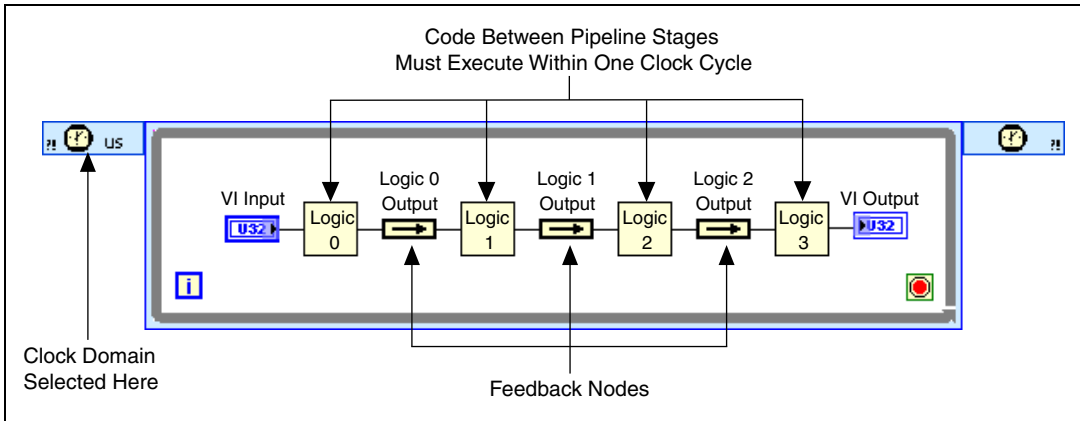 Code Between Pipeline Stages
Must Execute Within One Clock Cycle
?! us ?!
Logic 0 Logic 1 Logic 2
VI Input Output Output Output VI Output
U32 Logic Logic Logic Logic U32
0 1 2 3
i
Clock Domain
Selected Here
Feedback Nodes